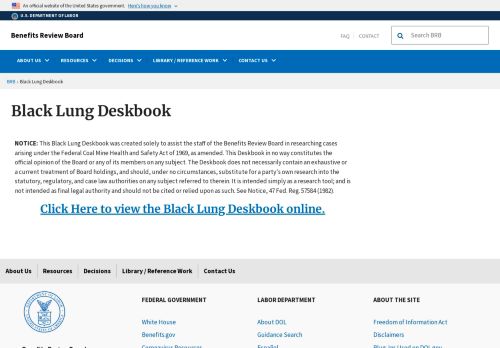 An official website of the United States government. Here's how you know
U.S. DEPARTMENT OF LABOR
Benefits Review Board
FAQ CONTACT
Search BRB
ABOUT US RESOURCES DECISIONS LIBRARY / REFERENCE WORK CONTACT US
BRB › Black Lung Deskbook
Black Lung Deskbook
NOTICE: This Black Lung Deskbook was created solely to assist the staff of the Benefits Review Board in researching cases
arising under the Federal Coal Mine Health and Safety Act of 1969, as amended. This Deskbook in no way constitutes the
official opinion of the Board or any of its members on any subject. The Deskbook does not necessarily contain an exhaustive or
a current treatment of Board holdings, and should, under no circumstances, substitute for a party's own research into the
statutory, regulatory, and case law authorities on any subject referred to therein. It is intended simply as a research tool; and is
not intended as final legal authority and should not be cited or relied upon as such. See Notice, 47 Fed. Reg. 57584 (1982).
Click Here to view the Black Lung Deskbook online.
About Us Resources Decisions Library / Reference Work Contact Us
FEDERAL GOVERNMENT LABOR DEPARTMENT ABOUT THE SITE
White House About DOL Freedom of Information Act
Benefits.gov Guidance Search Disclaimers